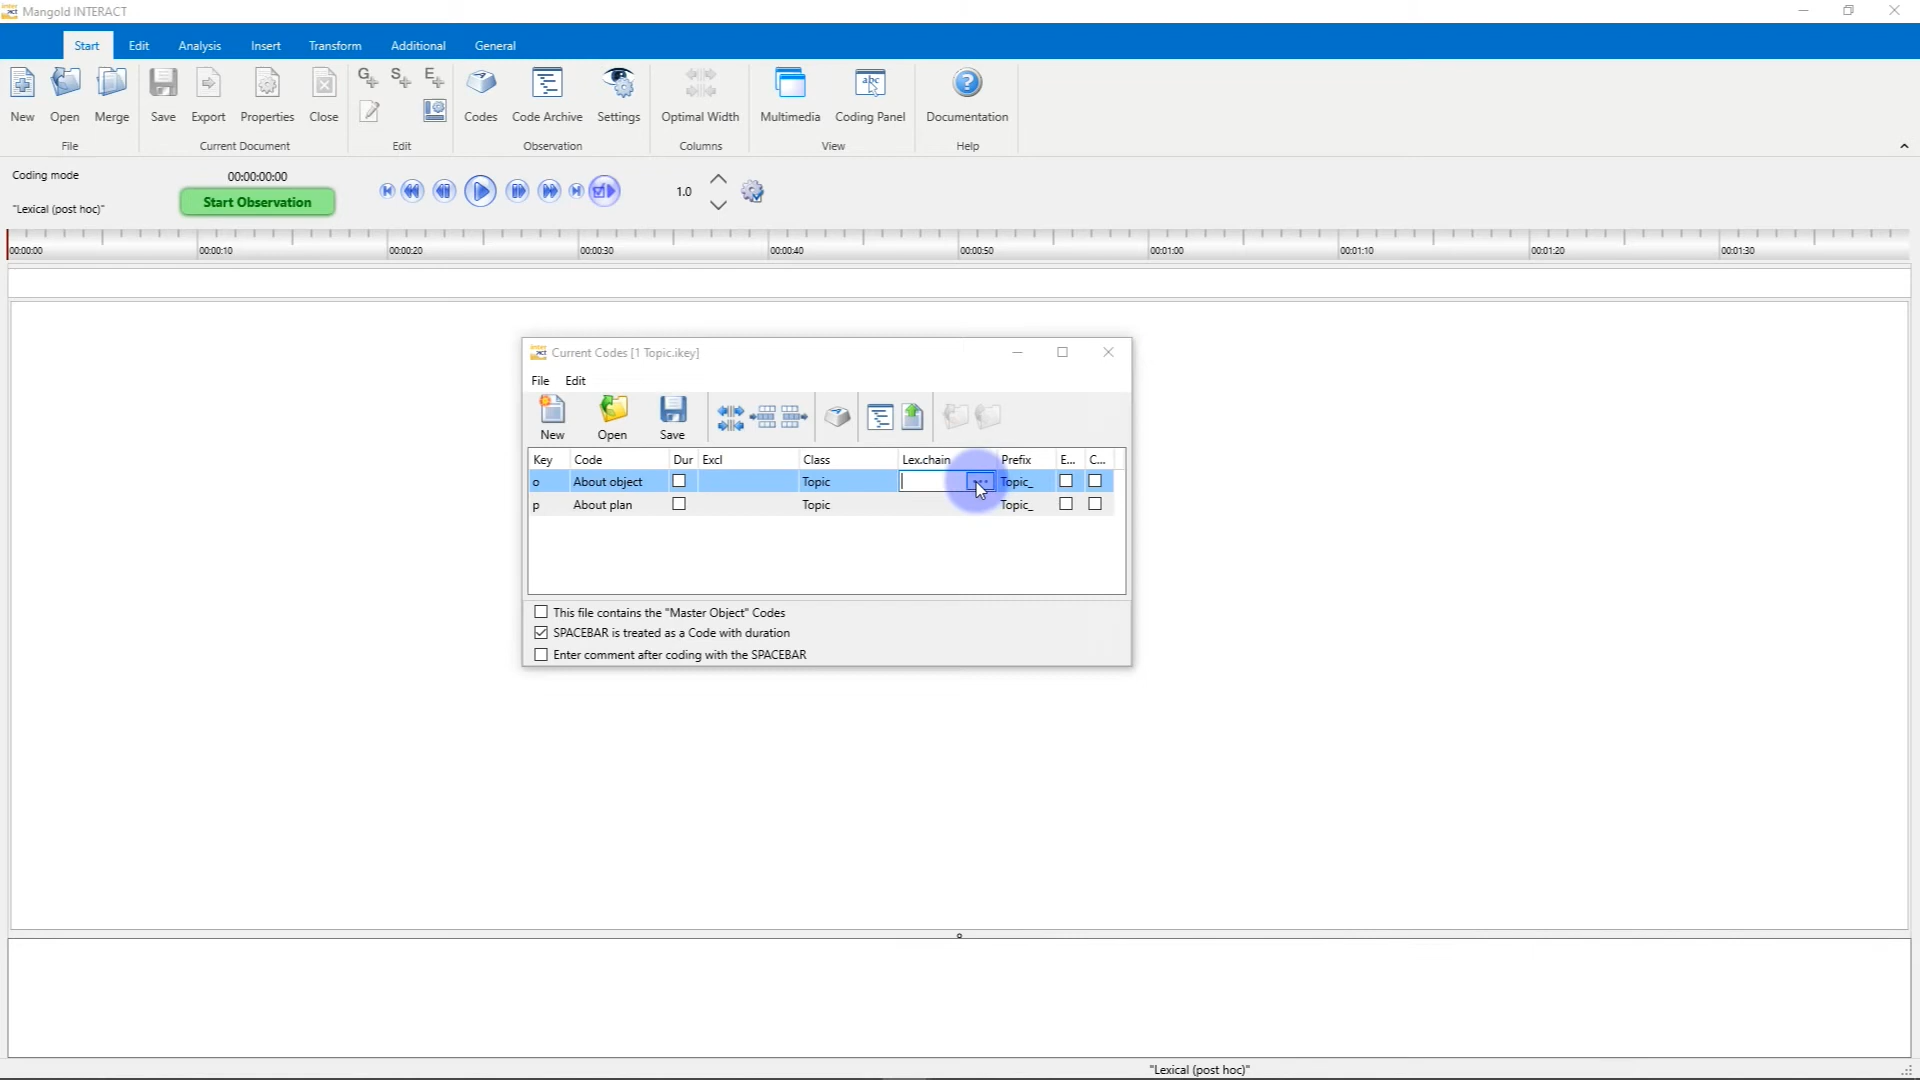 Mangold INTERACT
Start Edit Analysis Insert Transform Additional General
G S E
abc
New Open Merge Save Export Properties Close Codes Code Archive Settings Optimal Width Multimedia Coding Panel Documentation
File Current Document Edit Observation Columns View Help
Coding mode
00:00:00:00
Start Observation
1.0
"Lexical (post hoc)"
00:00:00 00:00:10 00:00:20 00:00:30 00:00:40 00:00:50 00:01:00 00:01:10 00:01:20 00:01:30
Current Codes [1 Topic.ikey]
File Edit
New Open Save
Key Code Dur Excl Class Lex.chain Prefix E... C...
o About object Topic ... Topic_
p About plan Topic Topic_
This file contains the "Master Object" Codes
SPACEBAR is treated as a Code with duration
Enter comment after coding with the SPACEBAR
"Lexical (post hoc)"